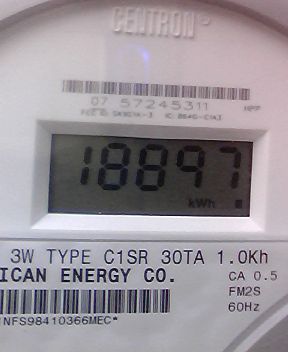 CENTRON
07 57245311
18897
kWh
3W TYPE C1SR 30TA 1.0Kh
ICAN ENERGY CO.
CA 0.5
FM2S
60Hz
NFS98410366MEC*